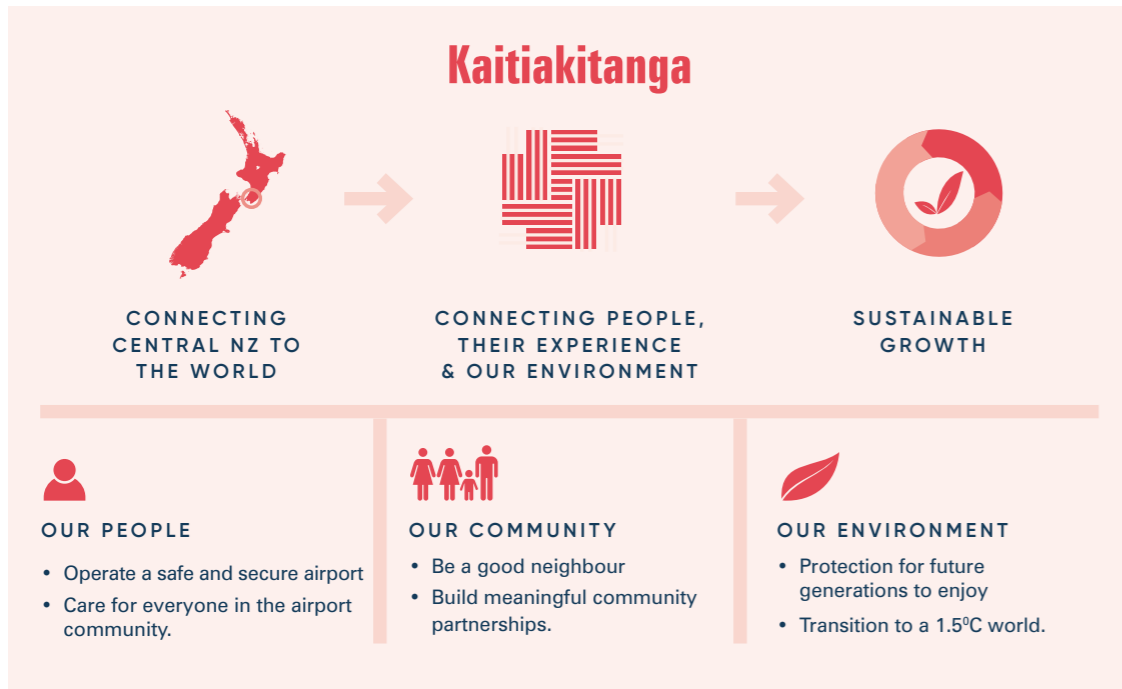 Kaitiakitanga
CONNECTING
CENTRAL NZ TO
THE WORLD
CONNECTING PEOPLE,
THEIR EXPERIENCE
& OUR ENVIRONMENT
SUSTAINABLE
GROWTH
OUR PEOPLE
• Operate a safe and secure airport
• Care for everyone in the airport
community.
OUR COMMUNITY
• Be a good neighbour
• Build meaningful community
partnerships.
OUR ENVIRONMENT
• Protection for future
generations to enjoy
• Transition to a 1.5⁰C world.